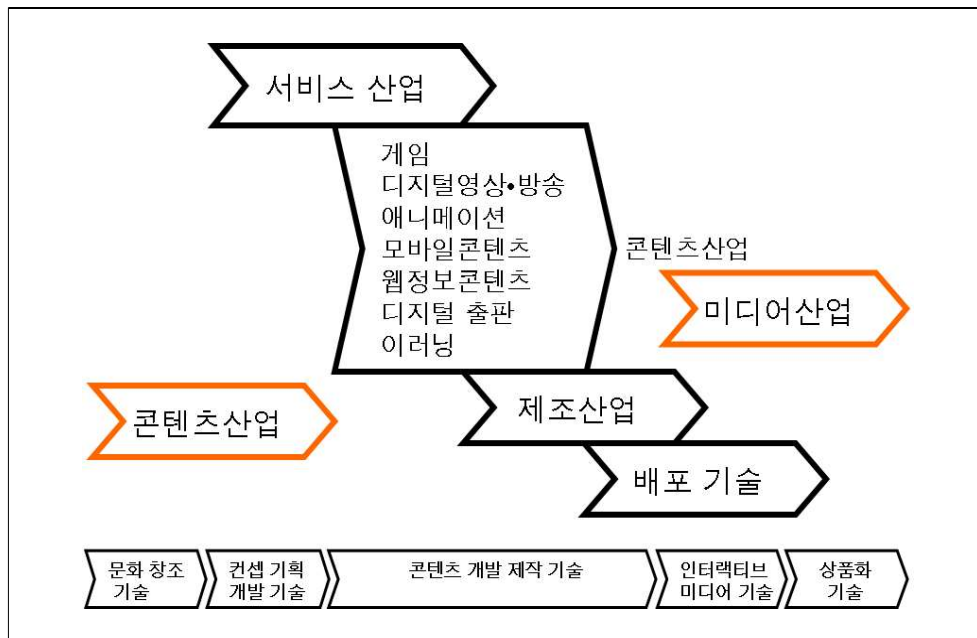 서비스 산업
게임
디지털영상•방송
애니메이션
모바일콘텐츠
웹정보콘텐츠
디지털 출판
이러닝
콘텐츠산업
미디어산업
콘텐츠산업
제조산업
배포 기술
문화 창조
기술
컨셉 기획
개발 기술
콘텐츠 개발 제작 기술
인터랙티브
미디어 기술
상품화
기술